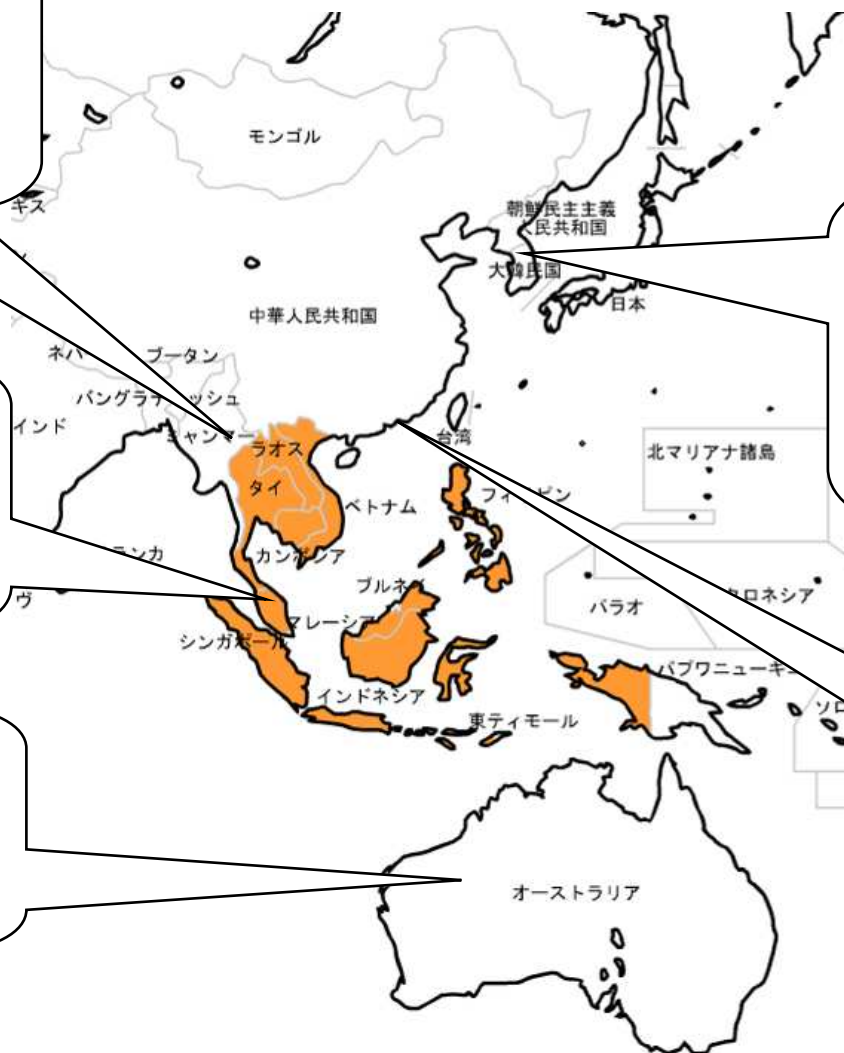 モンゴル
キス
朝鮮民主主義
人民共和国
大韓民国
日本
中華人民共和国
ネパ
ブータン
バングラデッシュ
インド
ミャンマー
台湾
ラオス
北マリアナ諸島
タイ
フィ ピン
ベトナム
ランカ
カンボジア
ブルネイ
ヴ
パラオ
クロネシア
マレーシア
シンガポール
パプワニューギニ
インドネシア
ソロ
東ティモール
オーストラリア